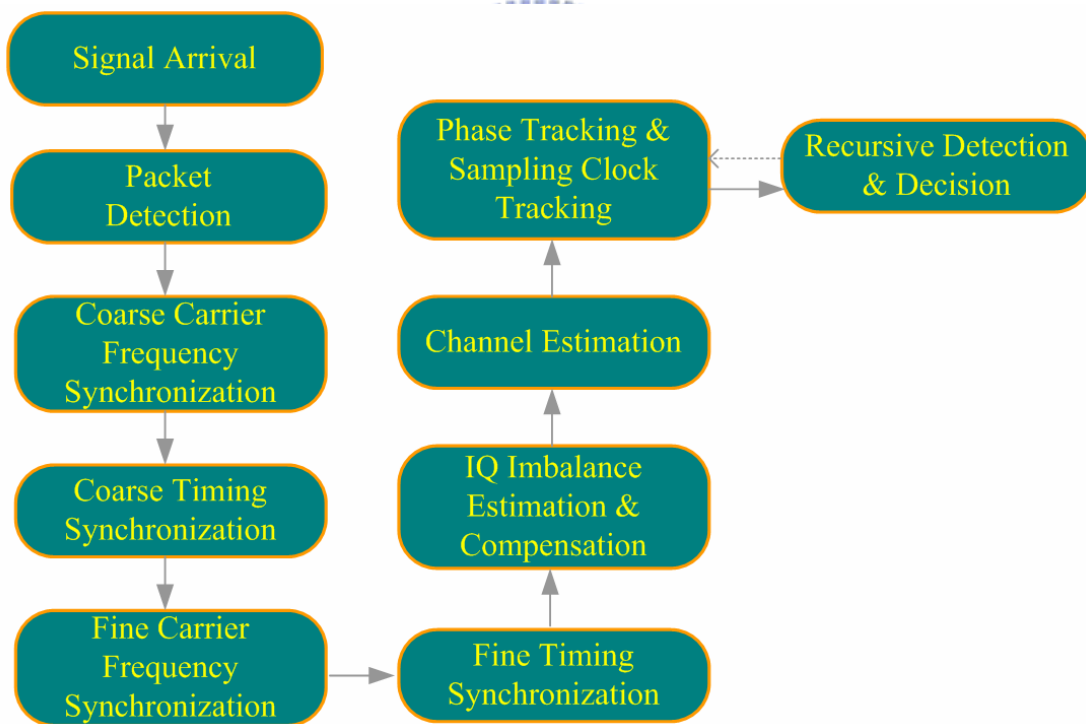 Signal Arrival
Packet
Detection
Coarse Carrier
Frequency
Synchronization
Coarse Timing
Synchronization
Fine Carrier
Frequency
Synchronization
Fine Timing
Synchronization
IQ Imbalance
Estimation &
Compensation
Channel Estimation
Phase Tracking &
Sampling Clock
Tracking
Recursive Detection
& Decision